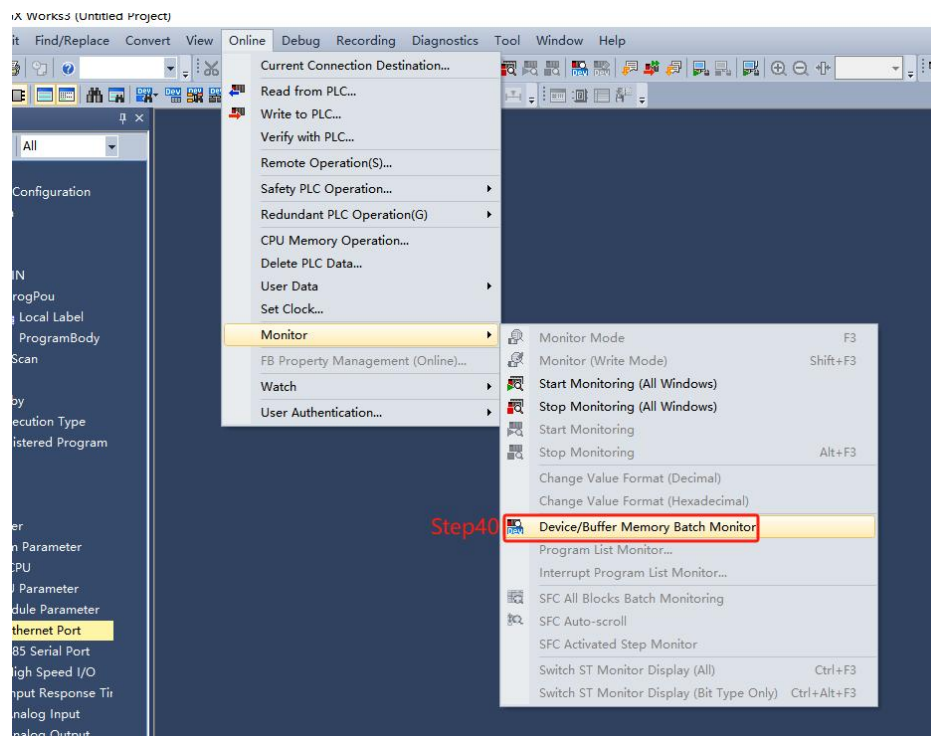 X Works3 (Untitled Project)
it Find/Replace Convert View Online Debug Recording Diagnostics Tool Window Help
Current Connection Destination...
Read from PLC...
Write to PLC...
Verify with PLC...
Remote Operation(S)...
Safety PLC Operation...
Redundant PLC Operation(G)
CPU Memory Operation...
Delete PLC Data...
User Data
Set Clock...
Monitor
FB Property Management (Online)...
Watch
User Authentication...
Monitor Mode F3
Monitor (Write Mode) Shift+F3
Start Monitoring (All Windows)
Stop Monitoring (All Windows)
Start Monitoring
Stop Monitoring Alt+F3
Change Value Format (Decimal)
Change Value Format (Hexadecimal)
Step40 Device/Buffer Memory Batch Monitor
Program List Monitor...
Interrupt Program List Monitor...
SFC All Blocks Batch Monitoring
SFC Auto-scroll
SFC Activated Step Monitor
Switch ST Monitor Display (All) Ctrl+F3
Switch ST Monitor Display (Bit Type Only) Ctrl+Alt+F3
All
Configuration
IN
rogPou
Local Label
ProgramBody
Scan
by
ecution Type
istered Program
er
n Parameter
CPU
Parameter
dule Parameter
thernet Port
85 Serial Port
igh Speed I/O
nput Response Tir
nalog Input
nalog Output